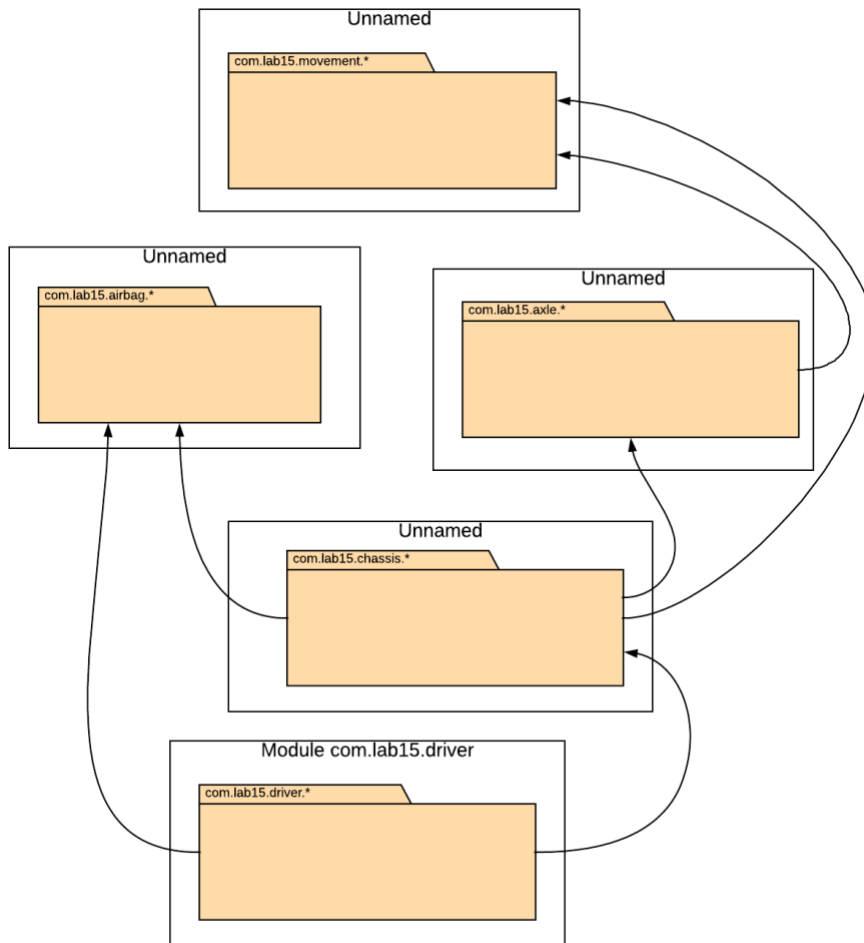 Unnamed
com.lab15.movement.*
Unnamed
com.lab15.airbag.*
Unnamed
com.lab15.axle.*
Unnamed
com.lab15.chassis.*
Module com.lab15.driver
com.lab15.driver.*